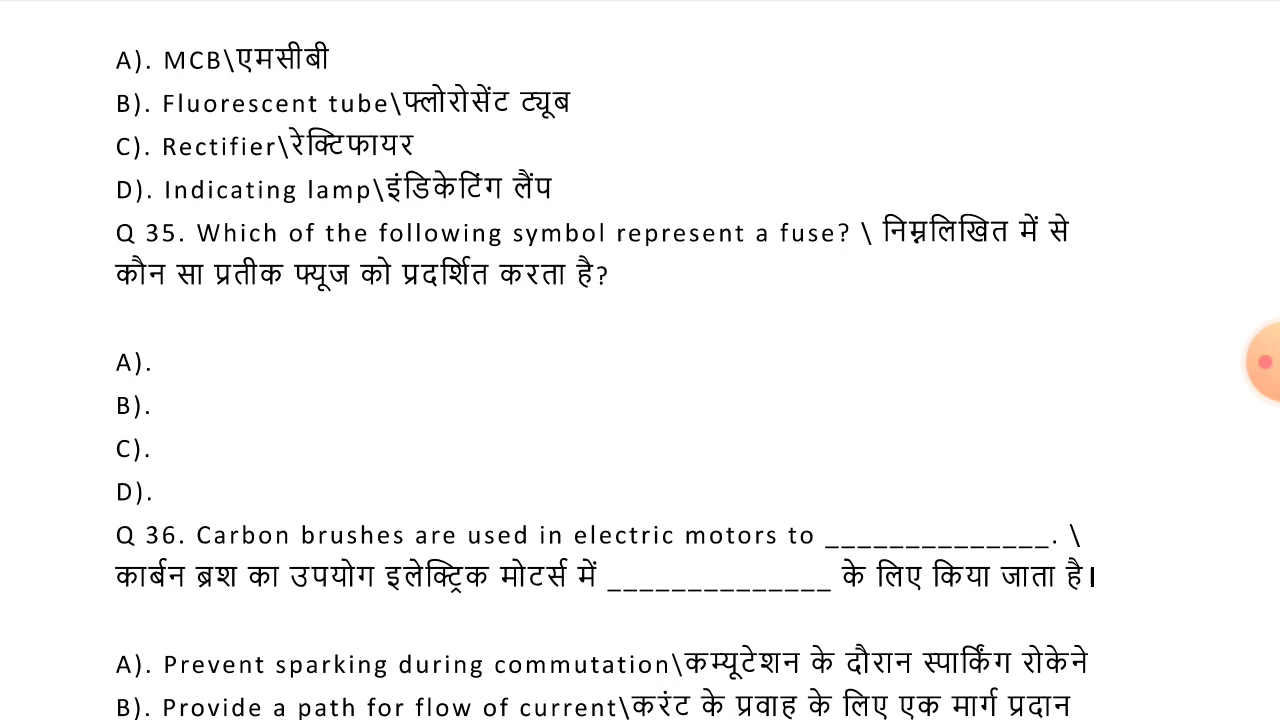 A). MCB\एमसीबी
B). Fluorescent tube\फ्लोरोसेंट ट्यूब
C). Rectifier\रेक्टिफायर
D). Indicating lamp\इंडिकेटिंग लैंप
Q 35. Which of the following symbol represent a fuse? \ निम्नलिखित में से
कौन सा प्रतीक फ्यूज को प्रदर्शित करता है?
A).
B).
C).
D).
Q 36. Carbon brushes are used in electric motors to ______________. \
कार्बन ब्रश का उपयोग इलेक्ट्रिक मोटर्स में ______________ के लिए किया जाता है।
A). Prevent sparking during commutation\कम्यूटेशन के दौरान स्पार्किंग रोकेने
B). Provide a path for flow of current\करंट के प्रवाह के लिए एक मार्ग प्रदान